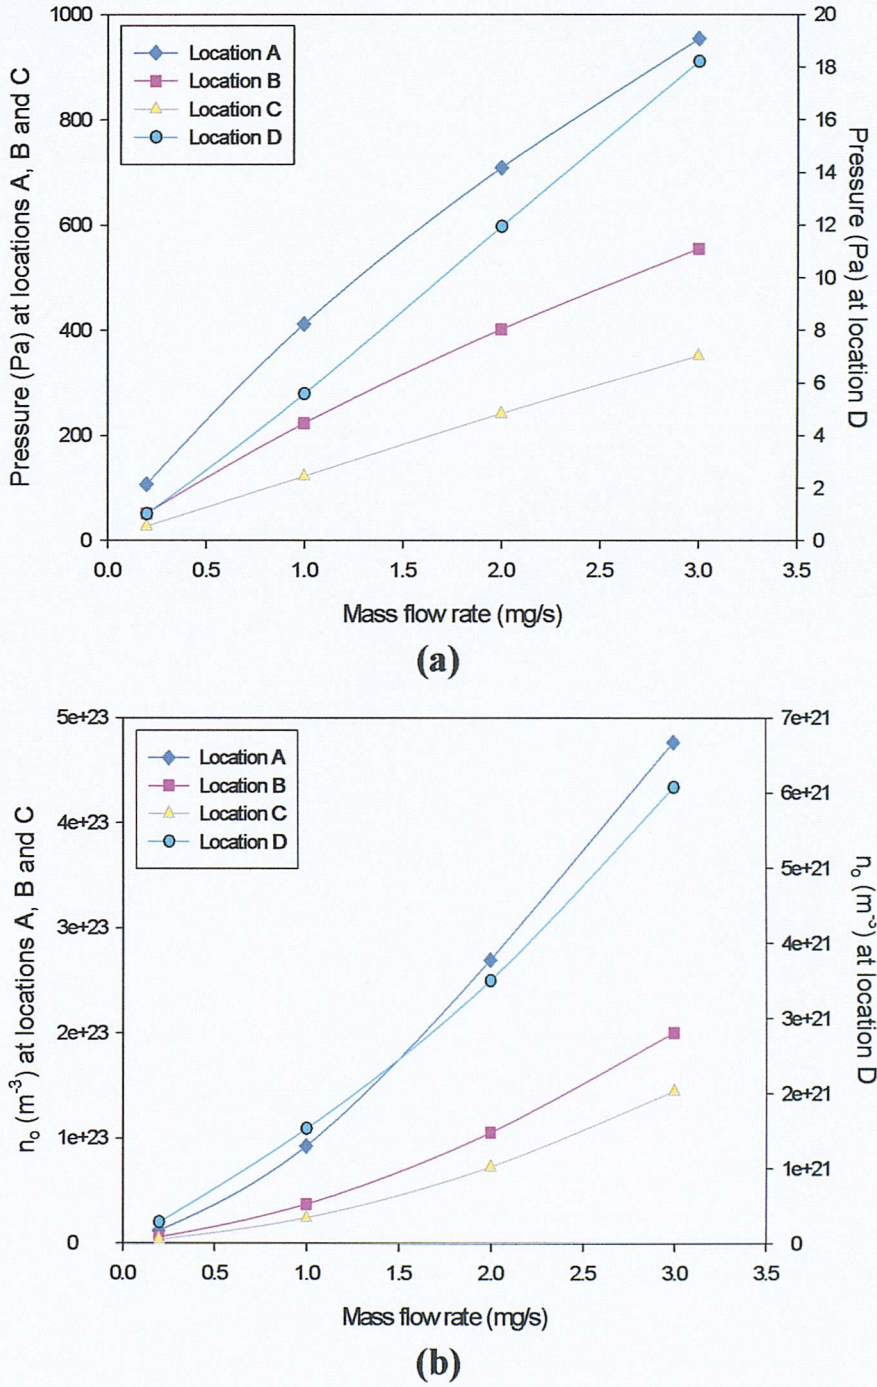 1000
800
600
400
200
0
Pressure (Pa) at locations A, B and C
Location A
Location B
Location C
Location D
20
18
16
14
12
10
8
6
4
2
0
Pressure (Pa) at location D
0.0 0.5 1.0 1.5 2.0 2.5 3.0 3.5
Mass flow rate (mg/s)
(a)
5e+23
4e+23
3e+23
2e+23
1e+23
0
nₒ (m⁻³) at locations A, B and C
Location A
Location B
Location C
Location D
7e+21
6e+21
5e+21
4e+21
3e+21
2e+21
1e+21
0
nₒ (m⁻³) at location D
0.0 0.5 1.0 1.5 2.0 2.5 3.0 3.5
Mass flow rate (mg/s)
(b)